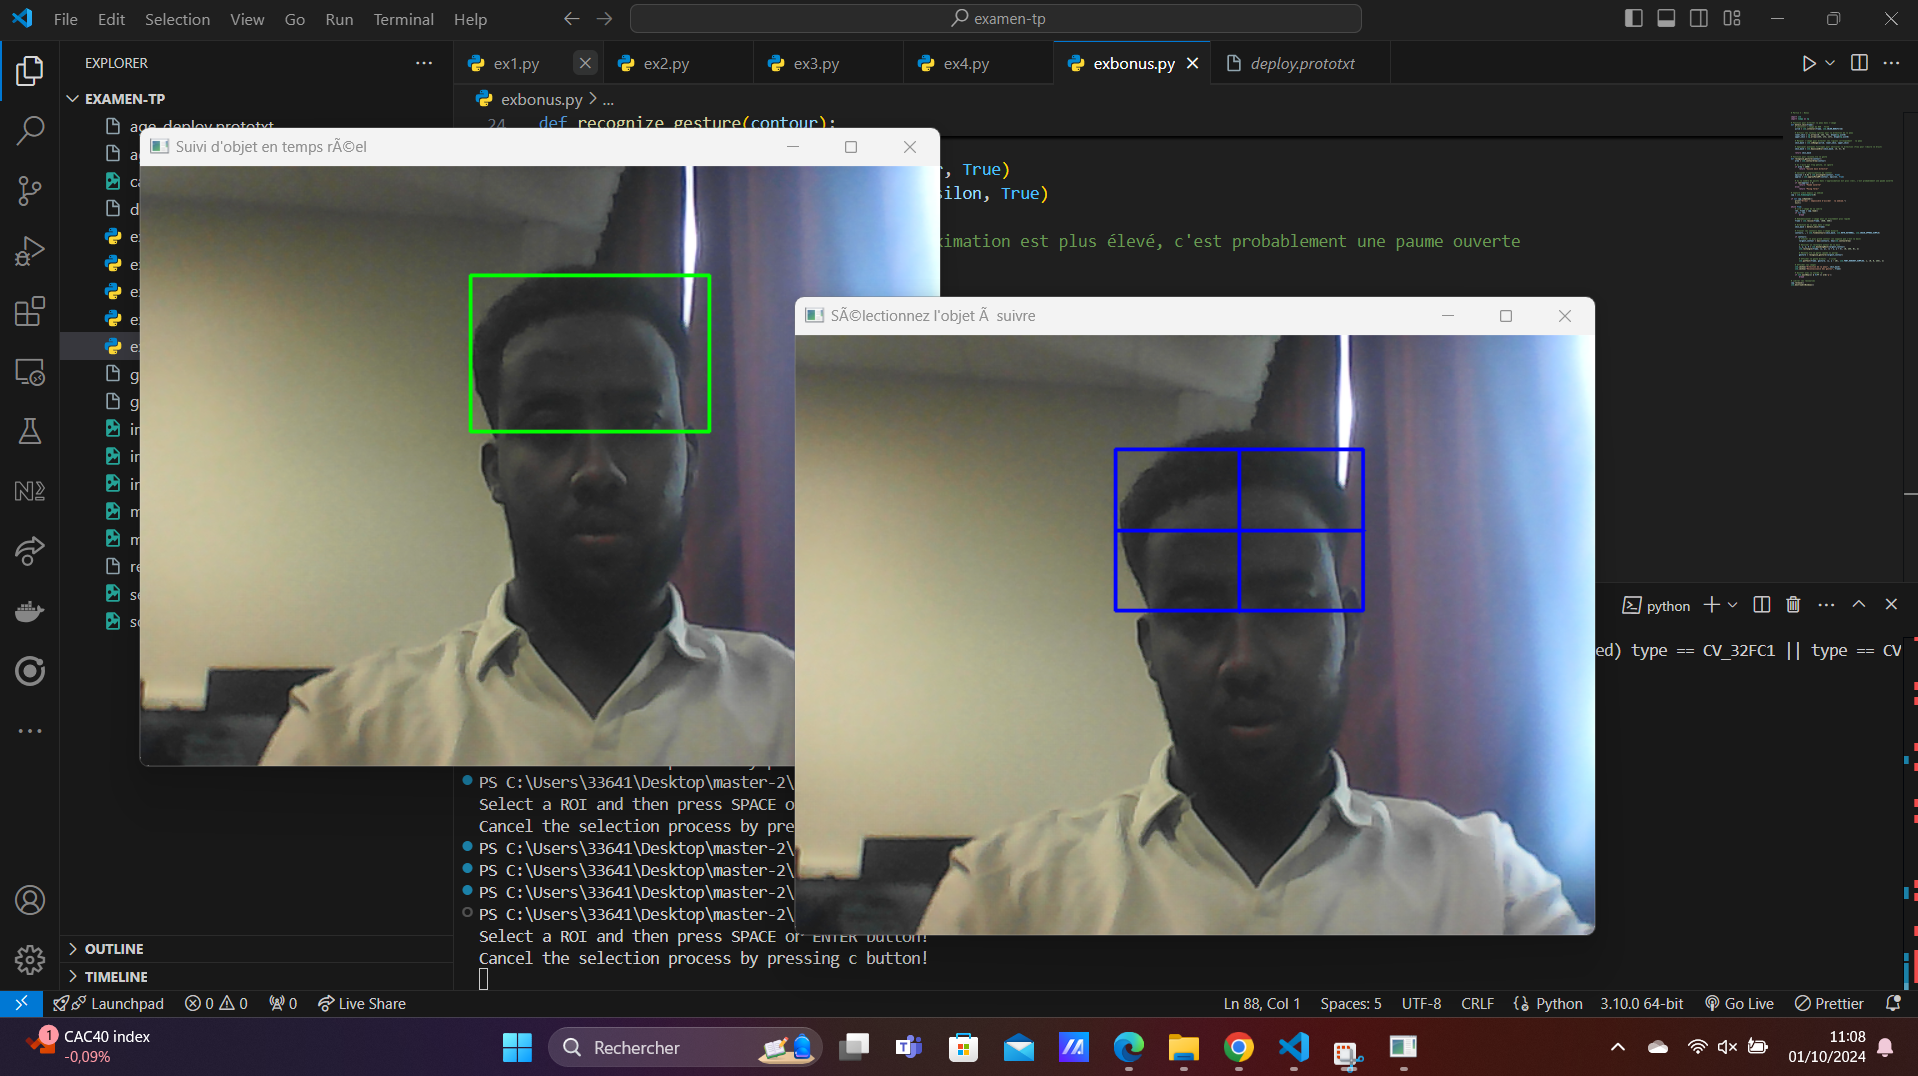 File Edit Selection View Go Run Terminal Help
examen-tp
EXPLORER
ex1.py
ex2.py
ex3.py
ex4.py
exbonus.py
deploy.prototxt
EXAMEN-TP
exbonus.py > ...
age_deploy.prototxt
24 def recognize_gesture(contour):
Suivi d'objet en temps rÃ©el
, True)
silon, True)
ximation est plus élevé, c'est probablement une paume ouverte
SÃ©lectionnez l'objet Ã  suivre
python
ed) type == CV_32FC1 || type == CV
PS C:\Users\33641\Desktop\master-2\
Select a ROI and then press SPACE o
Cancel the selection process by pre
PS C:\Users\33641\Desktop\master-2\
PS C:\Users\33641\Desktop\master-2\
PS C:\Users\33641\Desktop\master-2\
PS C:\Users\33641\Desktop\master-2\
Select a ROI and then press SPACE or ENTER button!
Cancel the selection process by pressing c button!
OUTLINE
TIMELINE
Launchpad 0 0 0 Live Share
Ln 88, Col 1 Spaces: 5 UTF-8 CRLF Python 3.10.0 64-bit Go Live Prettier
1
CAC40 index
-0,09%
Rechercher
11:08
01/10/2024